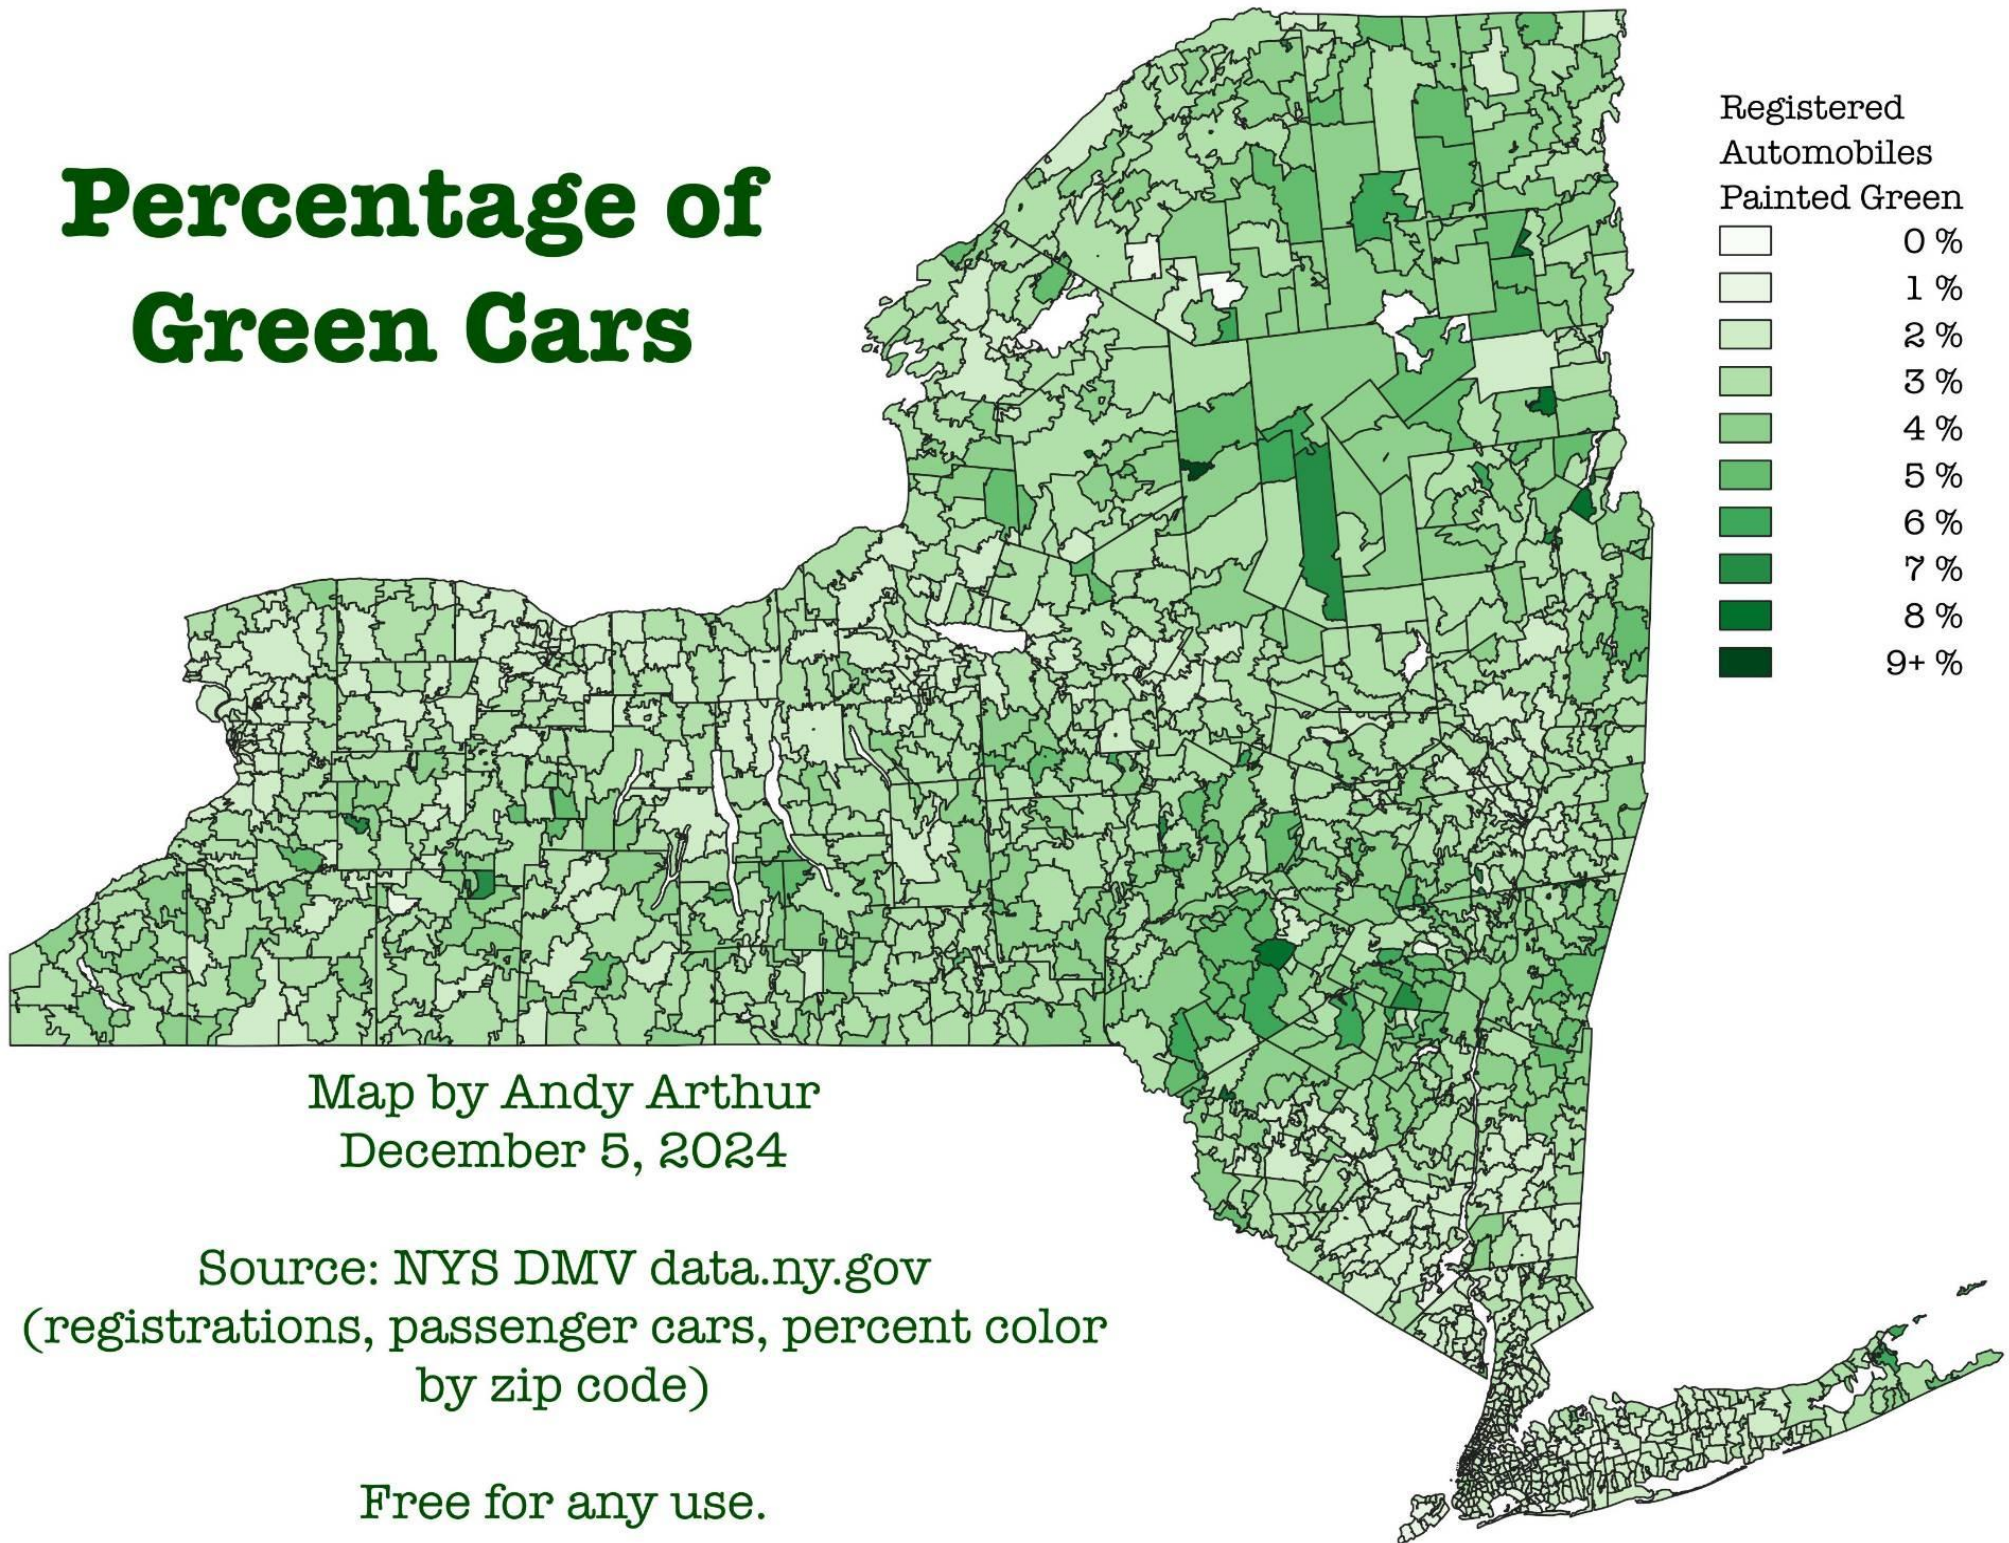 Percentage of
Green Cars
Registered
Automobiles
Painted Green
0 %
1 %
2 %
3 %
4 %
5 %
6 %
7 %
8 %
9+ %
Map by Andy Arthur
December 5, 2024
Source: NYS DMV data.ny.gov
(registrations, passenger cars, percent color
by zip code)
Free for any use.